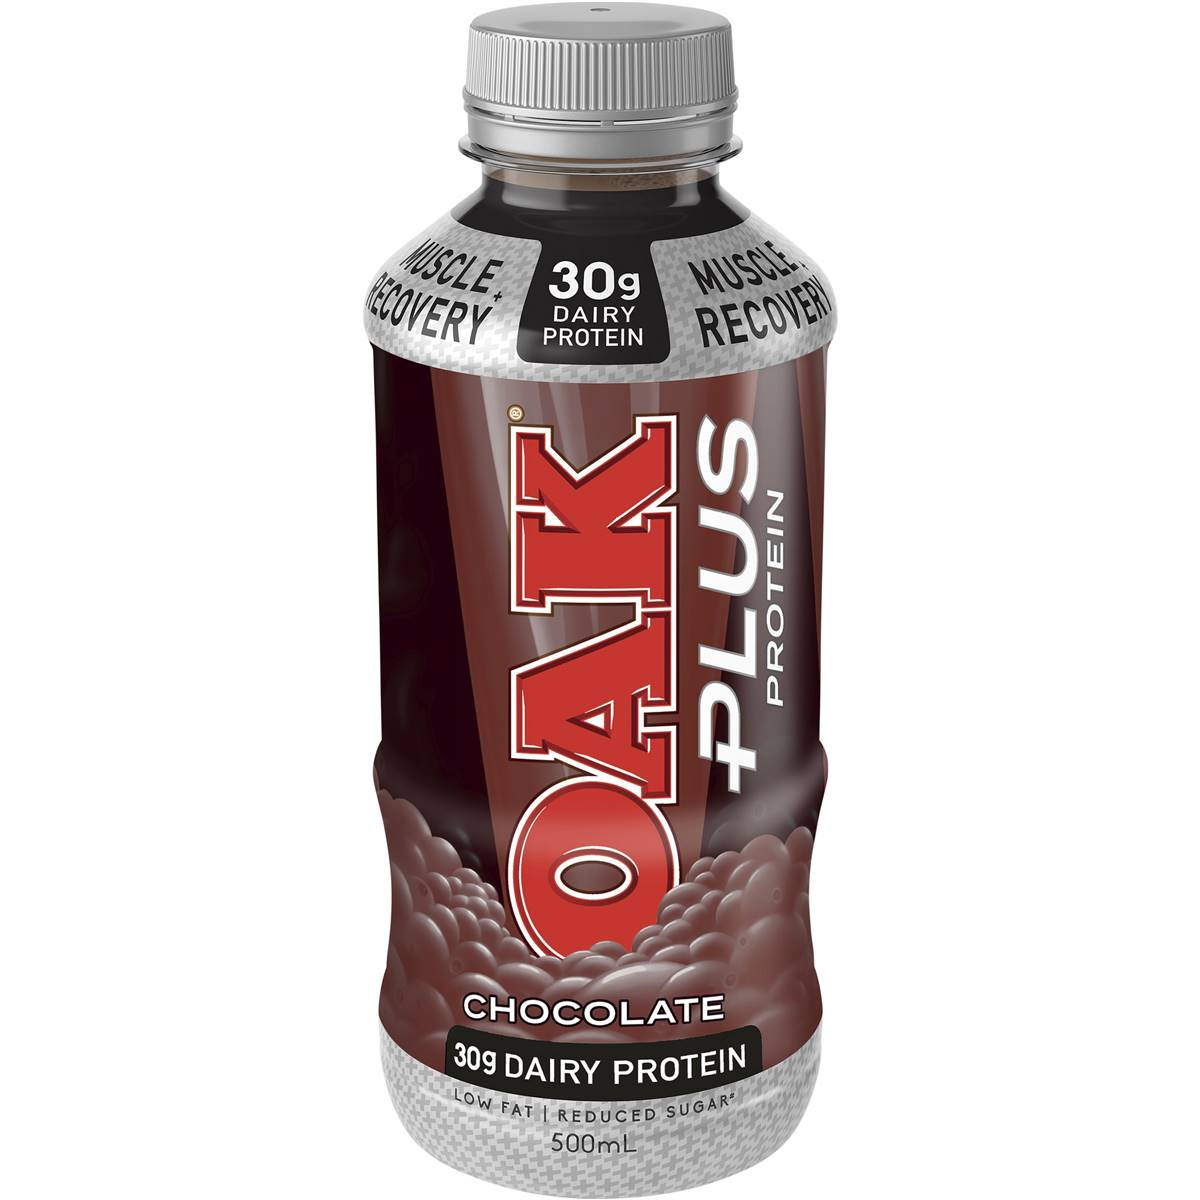 MUSCLE+
RECOVERY
30g
DAIRY
PROTEIN
MUSCLE+
RECOVERY
OAK®
PLUS
PROTEIN
CHOCOLATE
30g DAIRY PROTEIN
LOW FAT | REDUCED SUGAR#
500mL